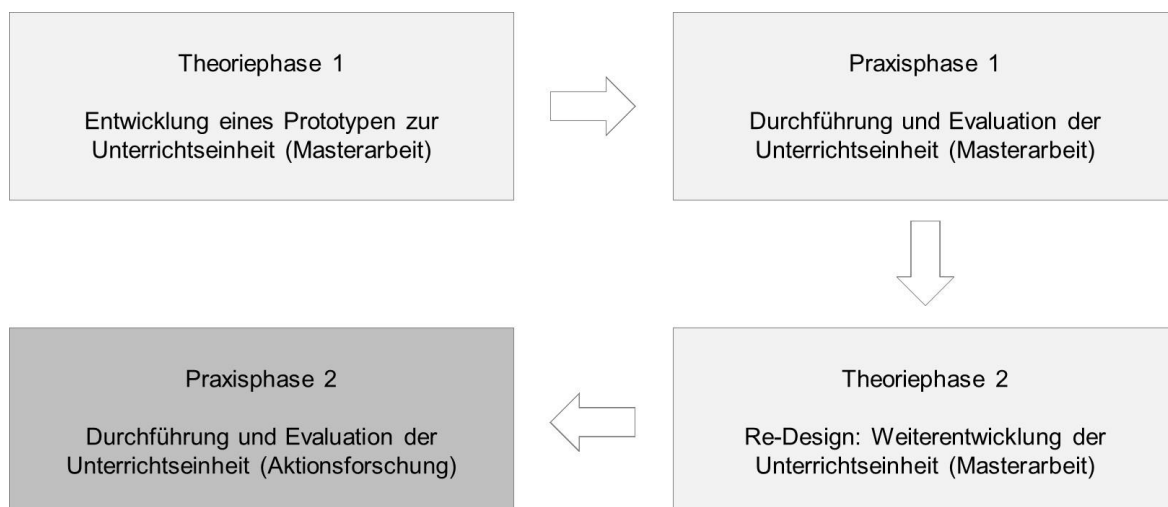 Theoriephase 1
Entwicklung eines Prototypen zur
Unterrichtseinheit (Masterarbeit)
Praxisphase 1
Durchführung und Evaluation der
Unterrichtseinheit (Masterarbeit)
Praxisphase 2
Durchführung und Evaluation der
Unterrichtseinheit (Aktionsforschung)
Theoriephase 2
Re-Design: Weiterentwicklung der
Unterrichtseinheit (Masterarbeit)